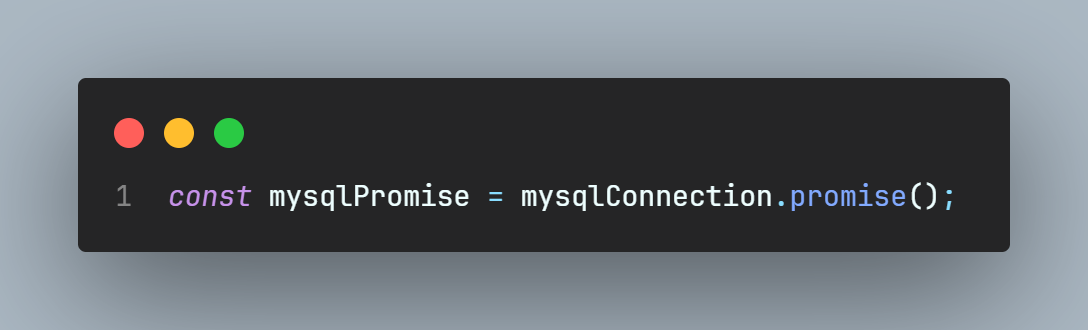 1 const mysqlPromise = mysqlConnection.promise();